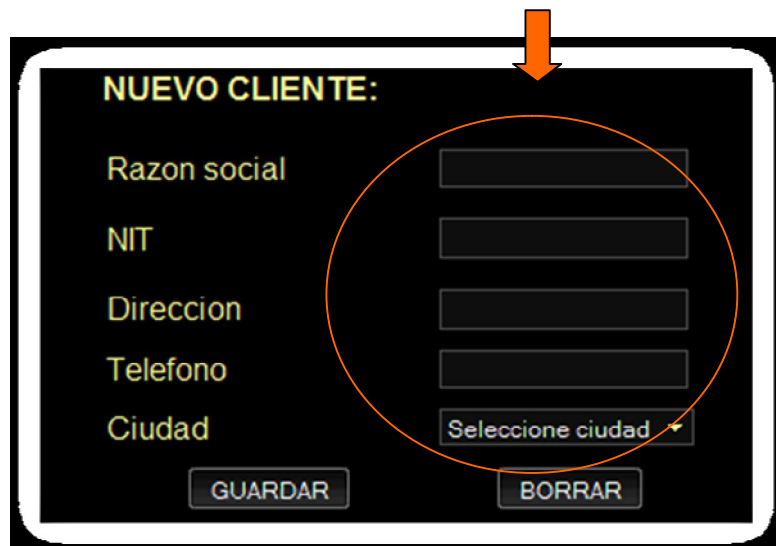 NUEVO CLIENTE:
Razon social
NIT
Direccion
Telefono
Ciudad Seleccione ciudad
GUARDAR BORRAR